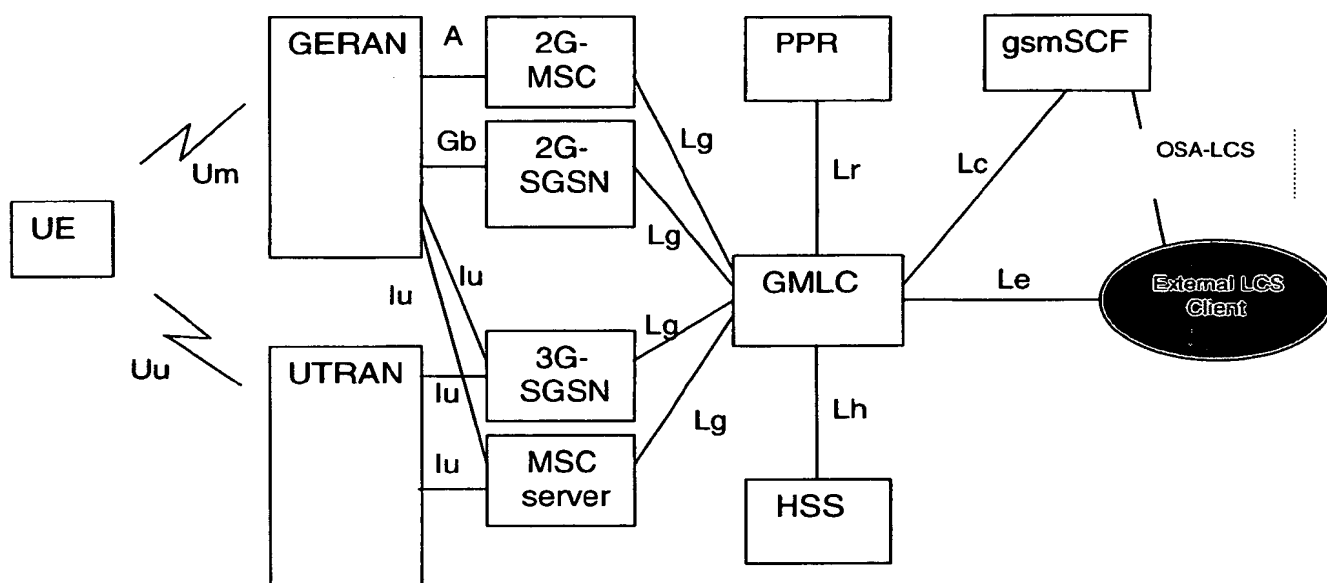 GERAN
A
2G-
MSC
PPR
gsmSCF
Gb
2G-
SGSN
Lg
Lr
Lc
OSA-LCS
Um
UE
Lg
Iu
Iu
GMLC
Le
External LCS
Client
Uu
UTRAN
Iu
3G-
SGSN
Lg
Lg
Lh
Iu
MSC
server
HSS